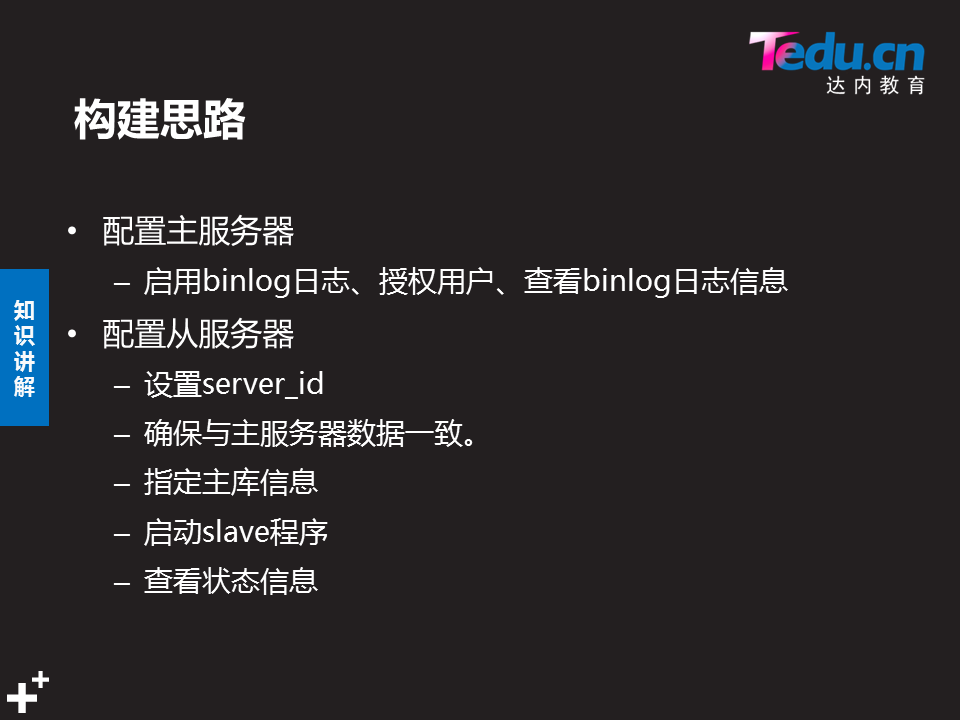 Tedu.cn
达内教育
构建思路
• 配置主服务器
– 启用binlog日志、授权用户、查看binlog日志信息
• 配置从服务器
– 设置server_id
– 确保与主服务器数据一致。
– 指定主库信息
– 启动slave程序
– 查看状态信息
知识讲解